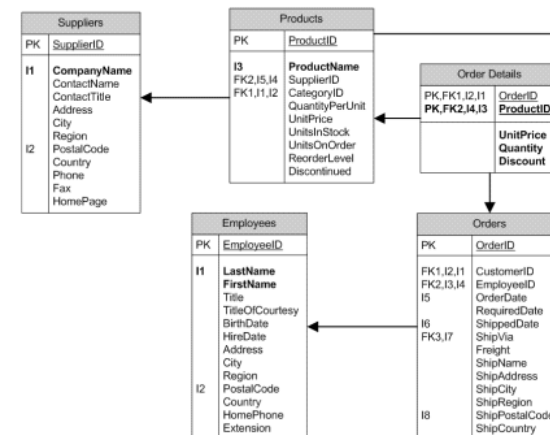 Suppliers
PK SupplierID
I1 CompanyName
ContactName
ContactTitle
Address
City
Region
I2 PostalCode
Country
Phone
Fax
HomePage
Products
PK ProductID
I3 ProductName
FK2,I5,I4 SupplierID
FK1,I1,I2 CategoryID
QuantityPerUnit
UnitPrice
UnitsInStock
UnitsOnOrder
ReorderLevel
Discontinued
Order Details
PK,FK1,I2,I1 OrderID
PK,FK2,I4,I3 ProductID
UnitPrice
Quantity
Discount
Employees
PK EmployeeID
I1 LastName
FirstName
Title
TitleOfCourtesy
BirthDate
HireDate
Address
City
Region
I2 PostalCode
Country
HomePhone
Extension
Orders
PK OrderID
FK1,I2,I1 CustomerID
FK2,I3,I4 EmployeeID
I5 OrderDate
RequiredDate
I6 ShippedDate
FK3,I7 ShipVia
Freight
ShipName
ShipAddress
ShipCity
ShipRegion
I8 ShipPostalCode
ShipCountry